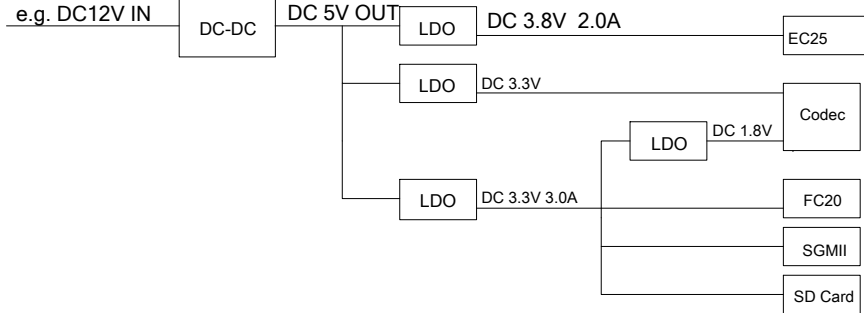 e.g. DC12V IN
DC-DC
DC 5V OUT
LDO
DC 3.8V 2.0A
EC25
LDO
DC 3.3V
Codec
LDO
DC 1.8V
LDO
DC 3.3V 3.0A
FC20
SGMII
SD Card